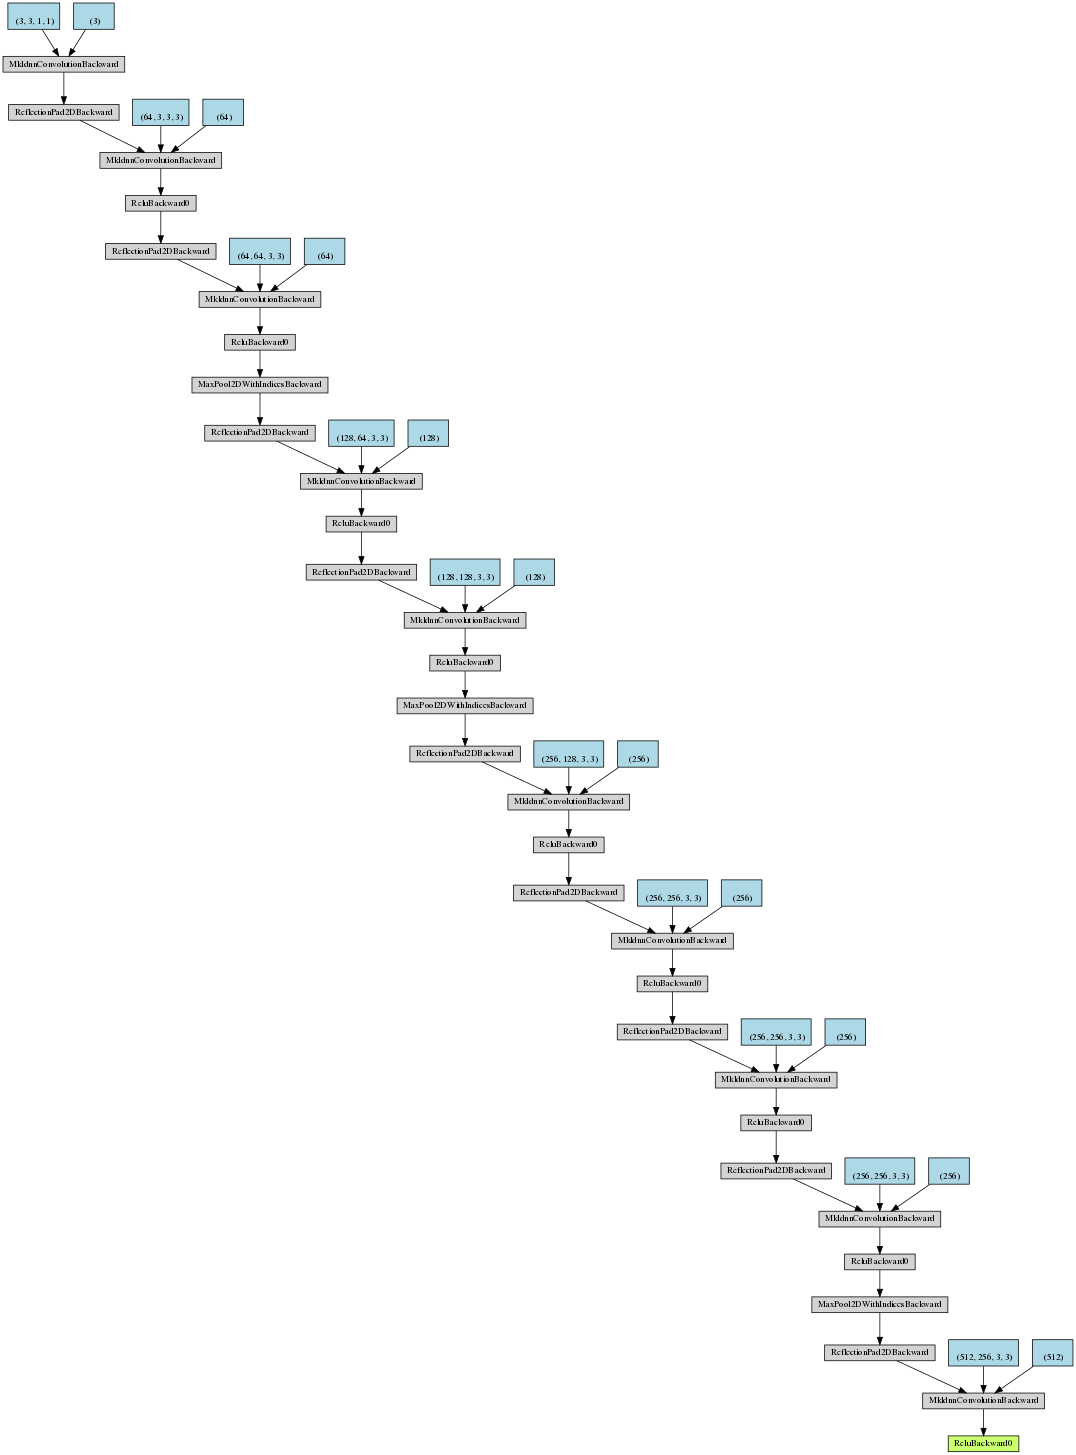 (3, 3, 1, 1)
(3)
MkldnnConvolutionBackward
ReflectionPad2DBackward
(64, 3, 3, 3)
(64)
MkldnnConvolutionBackward
ReluBackward0
ReflectionPad2DBackward
(64, 64, 3, 3)
(64)
MkldnnConvolutionBackward
ReluBackward0
MaxPool2DWithIndicesBackward
ReflectionPad2DBackward
(128, 64, 3, 3)
(128)
MkldnnConvolutionBackward
ReluBackward0
ReflectionPad2DBackward
(128, 128, 3, 3)
(128)
MkldnnConvolutionBackward
ReluBackward0
MaxPool2DWithIndicesBackward
ReflectionPad2DBackward
(256, 128, 3, 3)
(256)
MkldnnConvolutionBackward
ReluBackward0
ReflectionPad2DBackward
(256, 256, 3, 3)
(256)
MkldnnConvolutionBackward
ReluBackward0
ReflectionPad2DBackward
(256, 256, 3, 3)
(256)
MkldnnConvolutionBackward
ReluBackward0
ReflectionPad2DBackward
(256, 256, 3, 3)
(256)
MkldnnConvolutionBackward
ReluBackward0
MaxPool2DWithIndicesBackward
ReflectionPad2DBackward
(512, 256, 3, 3)
(512)
MkldnnConvolutionBackward
ReluBackward0